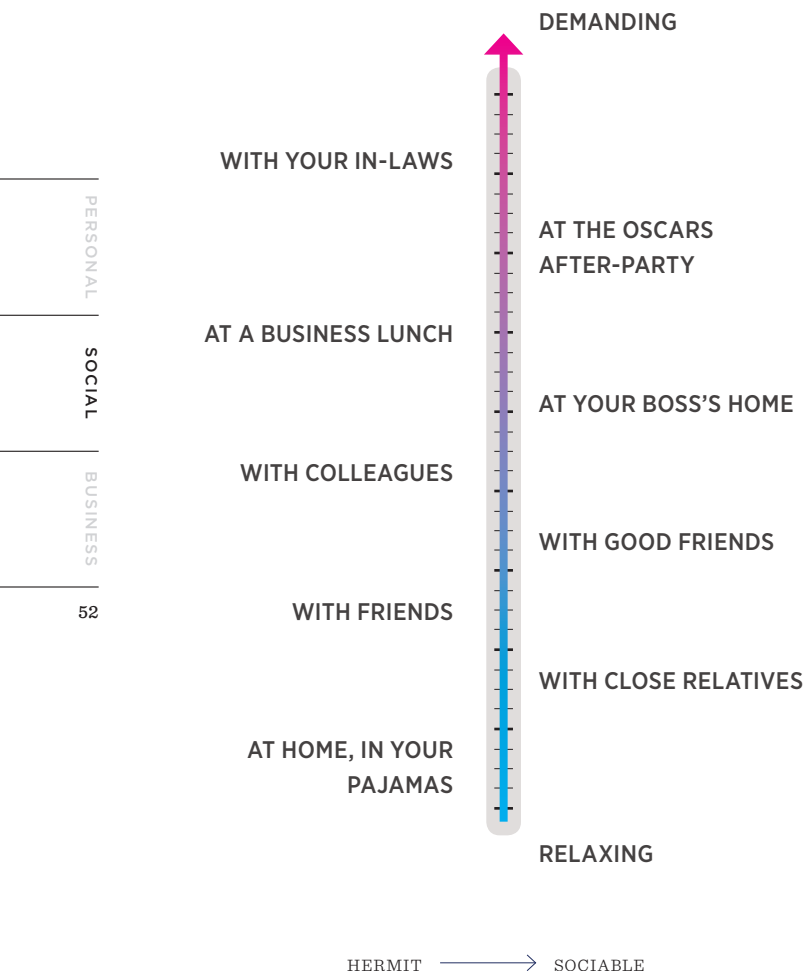 DEMANDING
WITH YOUR IN-LAWS
AT THE OSCARS
AFTER-PARTY
AT A BUSINESS LUNCH
AT YOUR BOSS’S HOME
WITH COLLEAGUES
WITH GOOD FRIENDS
WITH FRIENDS
WITH CLOSE RELATIVES
AT HOME, IN YOUR
PAJAMAS
RELAXING
HERMIT SOCIABLE
PERSONAL
SOCIAL
BUSINESS
52